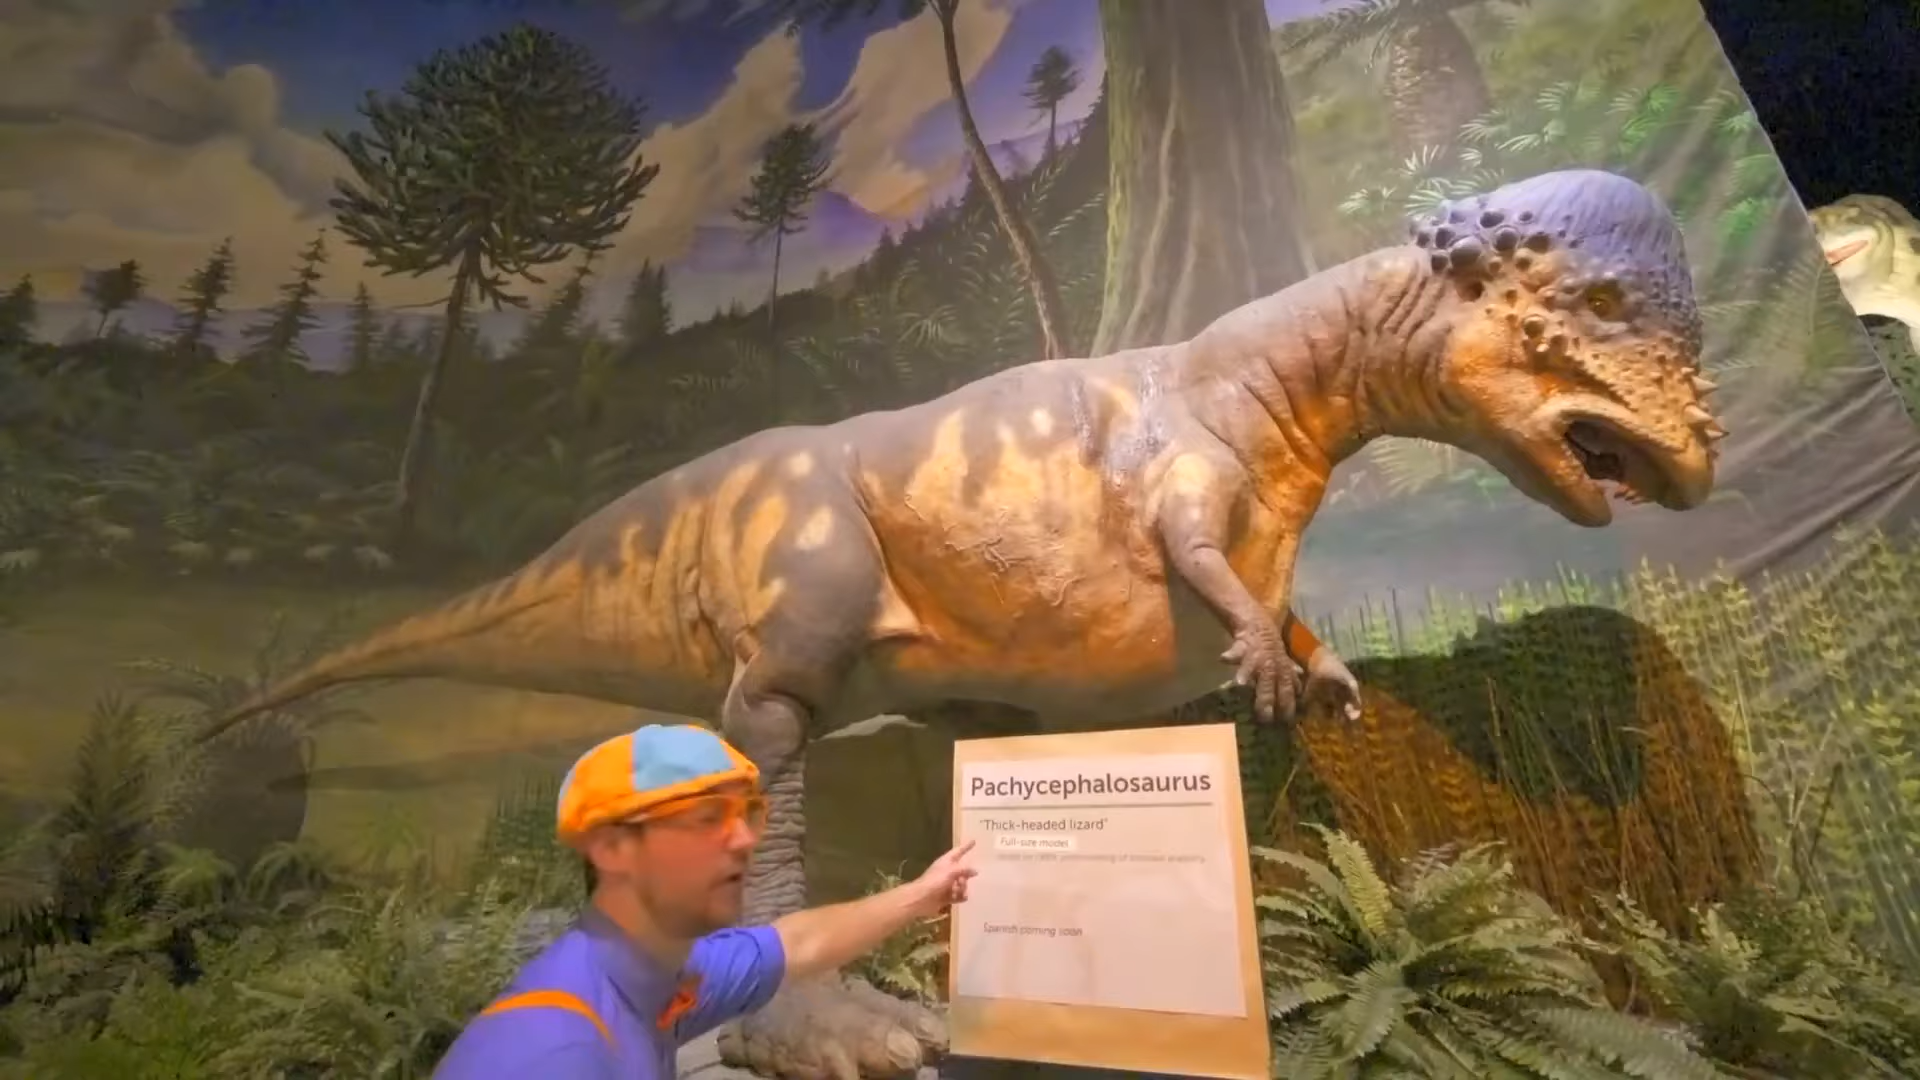 Pachycephalosaurus
"Thick-headed lizard"
Full-size model
Spanish coming soon